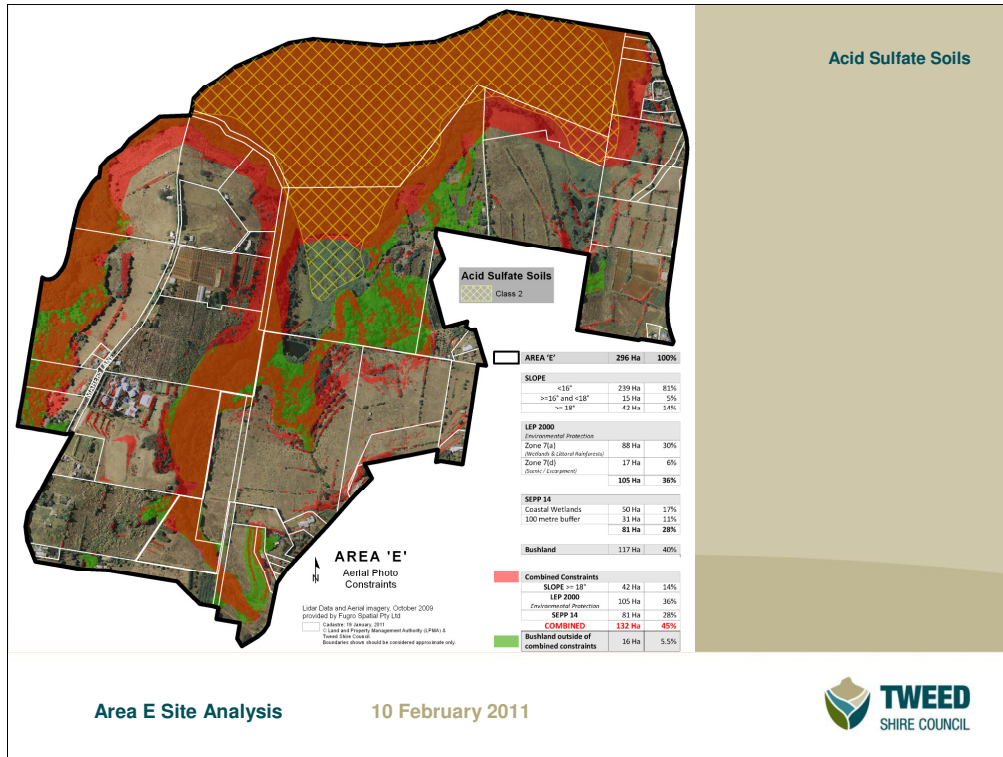 Acid Sulfate Soils
Acid Sulfate Soils
Class 2
AREA 'E' 296 Ha 100%
SLOPE
<16° 239 Ha 81%
>=16° and <18° 15 Ha 5%
>= 18° 42 Ha 14%
LEP 2000
Environmental Protection
Zone 7(a) 88 Ha 30%
(Wetlands & Littoral Rainforests)
Zone 7(d) 17 Ha 6%
(Scenic / Escarpment)
105 Ha 36%
SEPP 14
Coastal Wetlands 50 Ha 17%
100 metre buffer 31 Ha 11%
81 Ha 28%
Bushland 117 Ha 40%
Combined Constraints
SLOPE >= 18° 42 Ha 14%
LEP 2000
Environmental Protection 105 Ha 36%
SEPP 14 81 Ha 28%
COMBINED 132 Ha 45%
Bushland outside of
combined constraints 16 Ha 5.5%
AREA 'E'
Aerial Photo
Constraints
N
Lidar Data and Aerial imagery, October 2009
provided by Fugro Spatial Pty Ltd
Cadastre: 19 January, 2011
© Land and Property Management Authority (LPMA) &
Tweed Shire Council.
Boundaries shown should be considered approximate only.
Area E Site Analysis 10 February 2011
TWEED
SHIRE COUNCIL